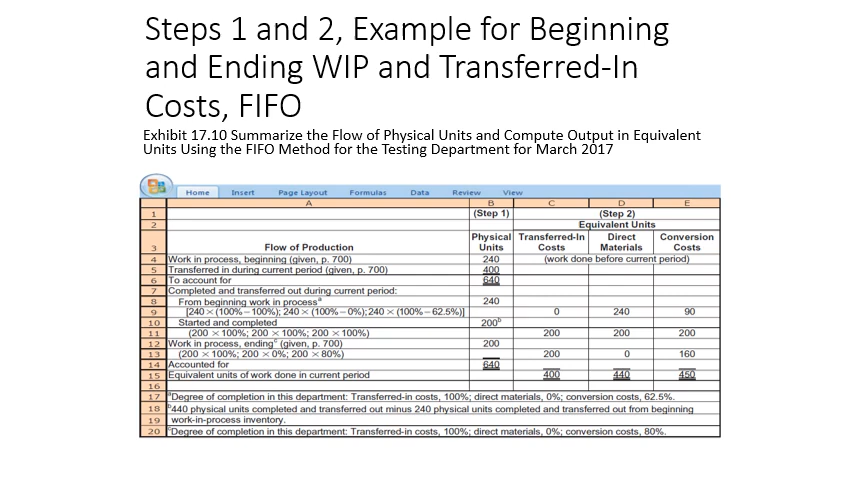 Steps 1 and 2, Example for Beginning
and Ending WIP and Transferred-In
Costs, FIFO
Exhibit 17.10 Summarize the Flow of Physical Units and Compute Output in Equivalent
Units Using the FIFO Method for the Testing Department for March 2017
Home Insert Page Layout Formulas Data Review View
A B C D E
1 (Step 1) (Step 2)
2 Equivalent Units
Physical Transferred-In Direct Conversion
3 Flow of Production Units Costs Materials Costs
4 Work in process, beginning (given, p. 700) 240 (work done before current period)
5 Transferred in during current period (given, p. 700) 400
6 To account for 640
7 Completed and transferred out during current period:
8 From beginning work in processᵃ 240
9 [240 × (100% – 100%); 240 × (100% – 0%); 240 × (100% – 62.5%)] 0 240 90
10 Started and completed 200ᵇ
11 (200 × 100%; 200 × 100%; 200 × 100%) 200 200 200
12 Work in process, endingᶜ (given, p. 700) 200
13 (200 × 100%; 200 × 0%; 200 × 80%) 200 0 160
14 Accounted for 640
15 Equivalent units of work done in current period 400 440 450
16
17 ᵃDegree of completion in this department: Transferred-in costs, 100%; direct materials, 0%; conversion costs, 62.5%.
18 ᵇ440 physical units completed and transferred out minus 240 physical units completed and transferred out from beginning
19 work-in-process inventory.
20 ᶜDegree of completion in this department: Transferred-in costs, 100%; direct materials, 0%; conversion costs, 80%.